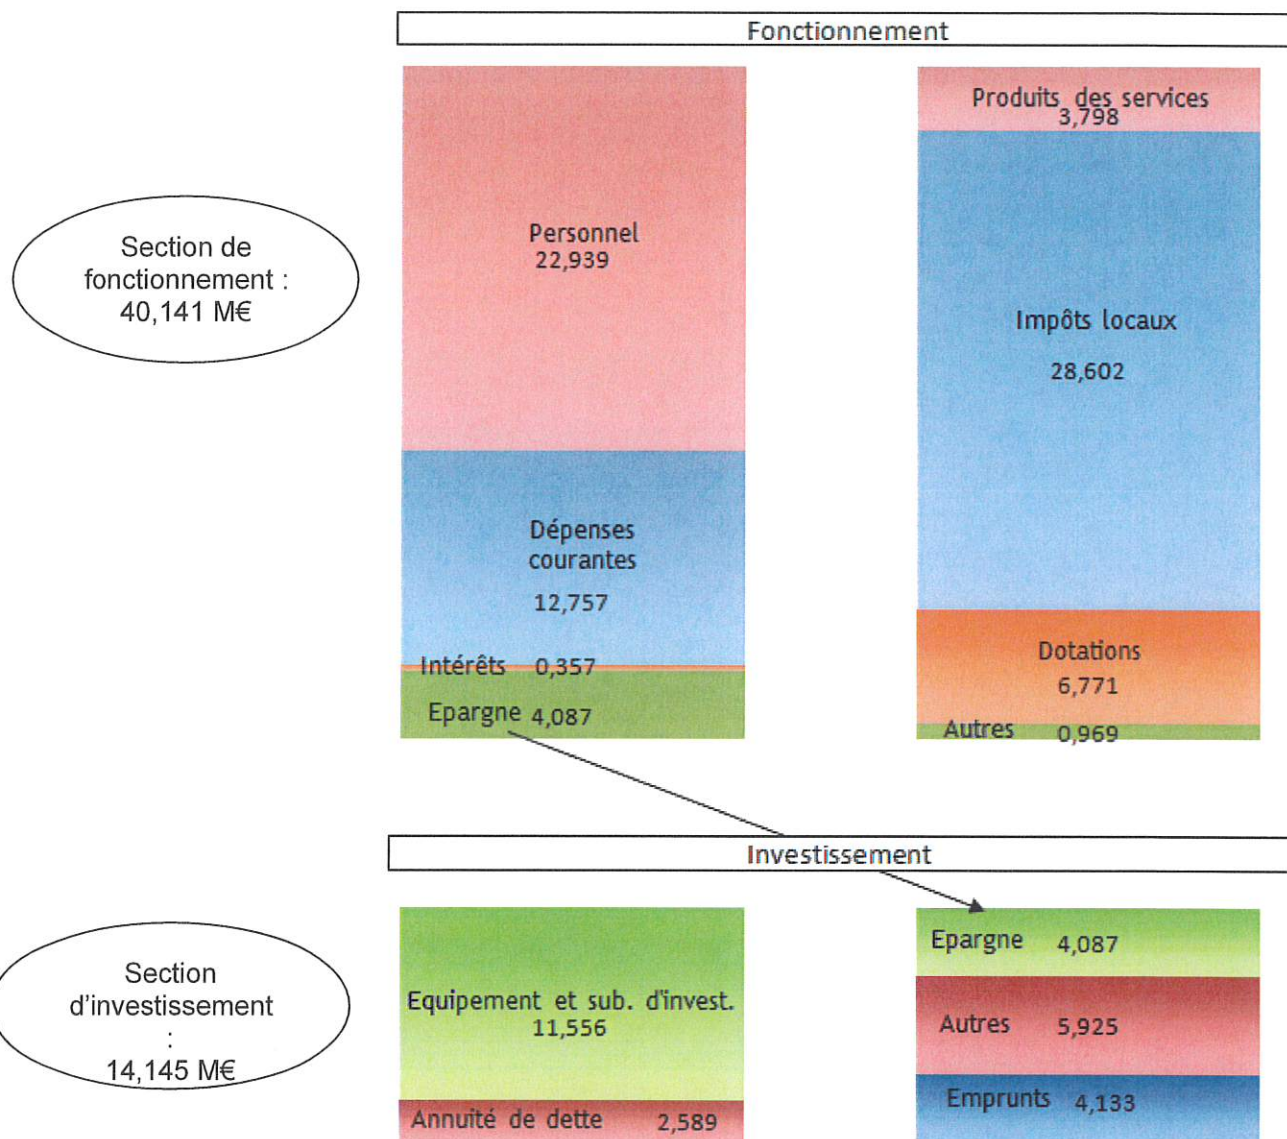 Fonctionnement
Section de
fonctionnement :
40,141 M€
Personnel
22,939
Dépenses
courantes
12,757
Intérêts 0,357
Epargne 4,087
Produits des services
3,798
Impôts locaux
28,602
Dotations
6,771
Autres 0,969
Investissement
Section
d'investissement
:
14,145 M€
Equipement et sub. d'invest.
11,556
Annuité de dette 2,589
Epargne 4,087
Autres 5,925
Emprunts 4,133